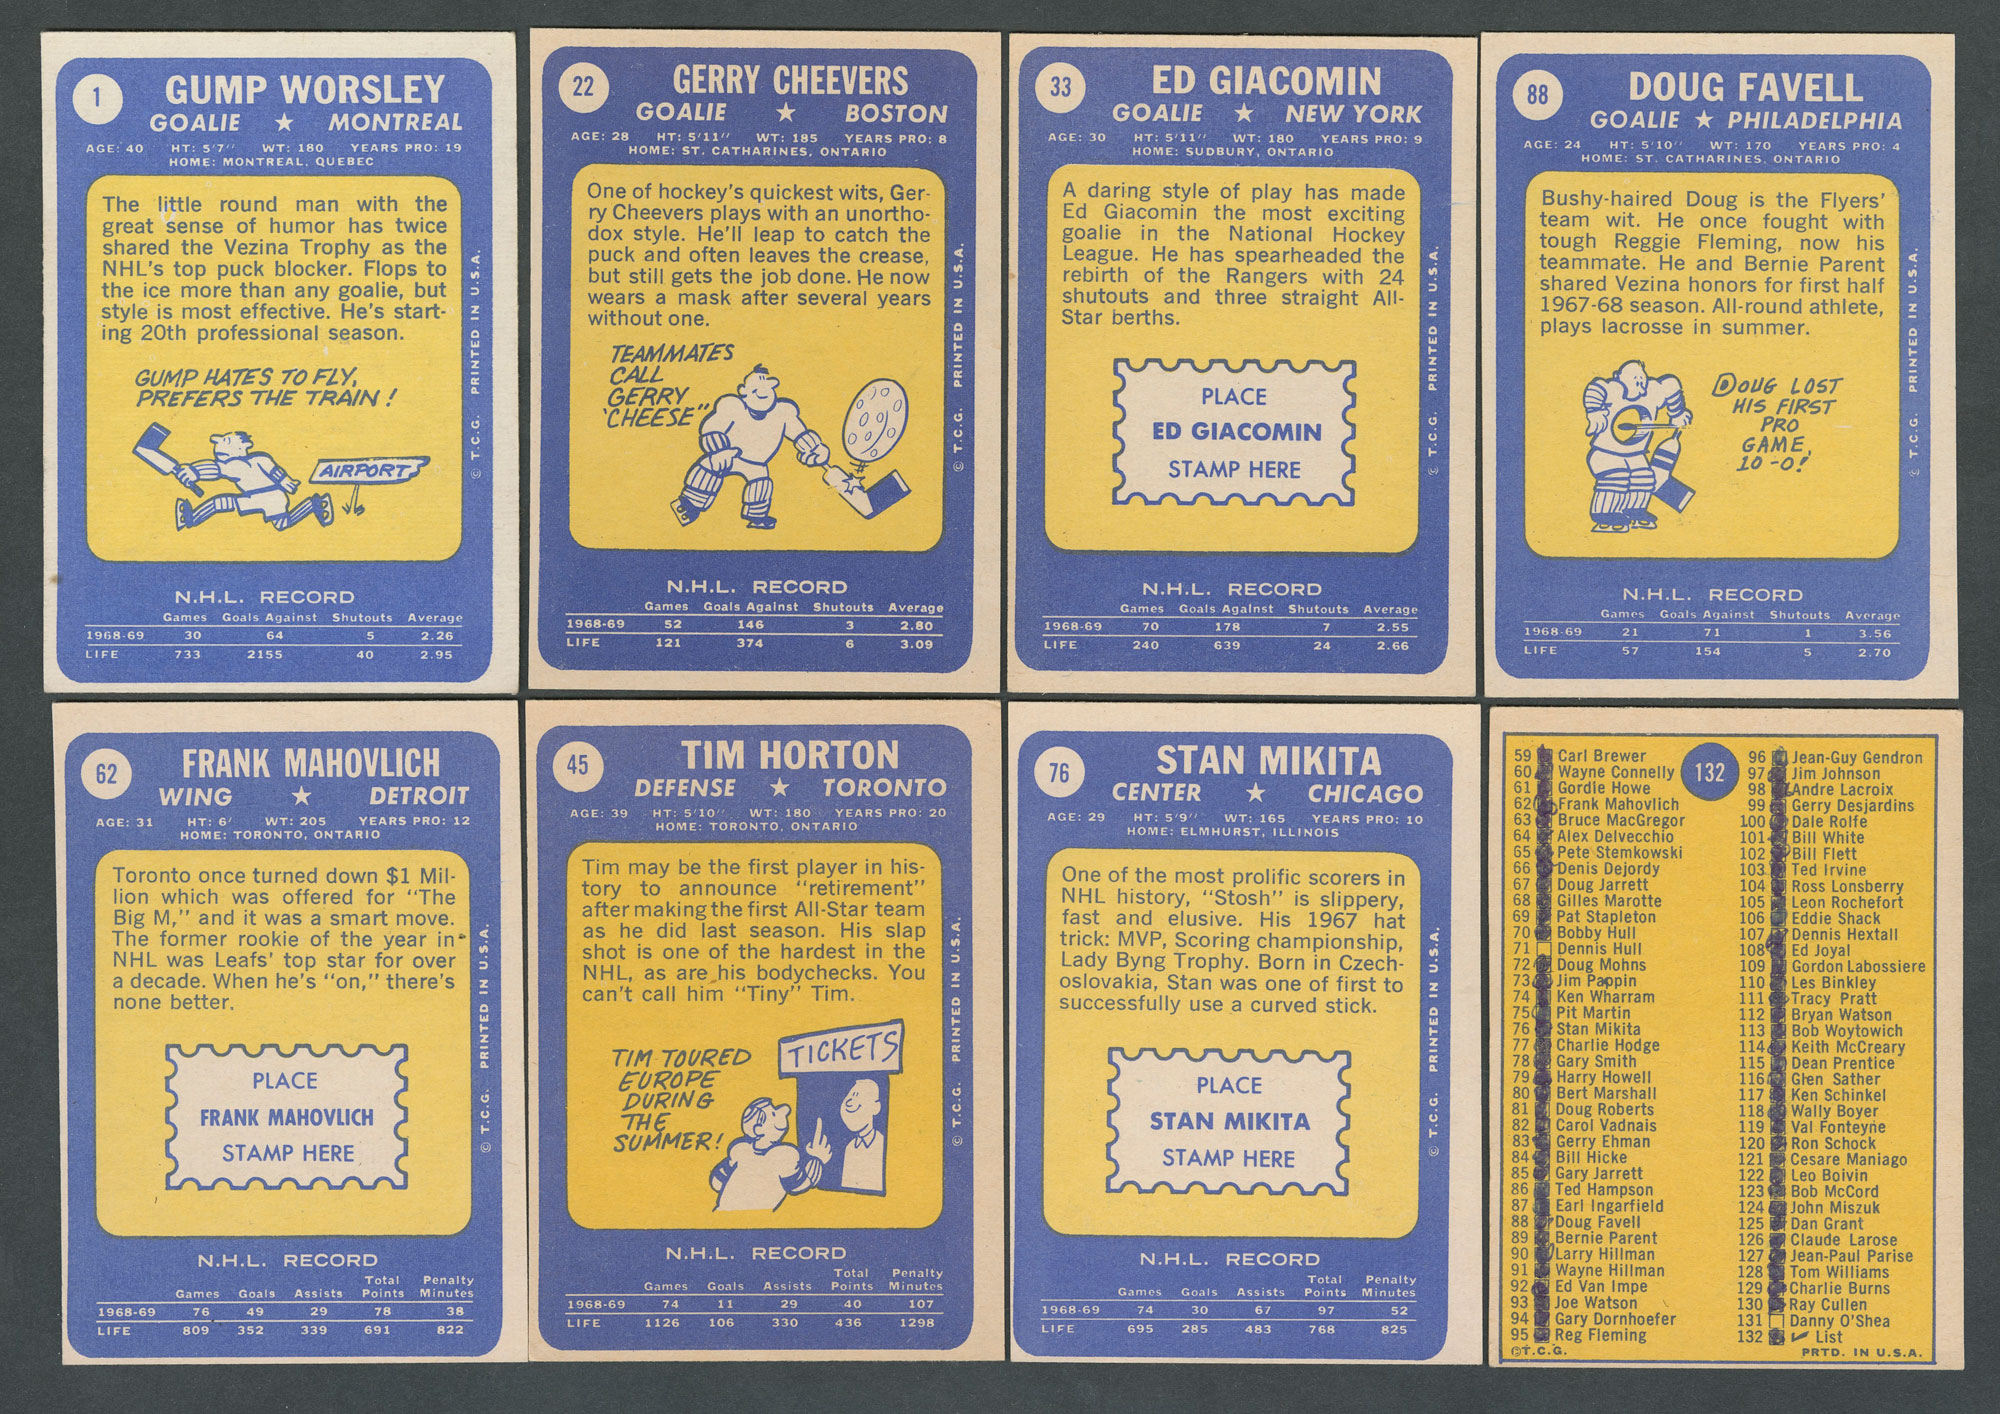 1
GUMP WORSLEY
GOALIE ★ MONTREAL
AGE: 40 HT: 5'7" WT: 180 YEARS PRO: 19
HOME: MONTREAL, QUEBEC
The little round man with the
great sense of humor has twice
shared the Vezina Trophy as the
NHL's top puck blocker. Flops to
the ice more than any goalie, but
style is most effective. He's start-
ing 20th professional season.
GUMP HATES TO FLY,
PREFERS THE TRAIN!
AIRPORT
© T.C.G. PRINTED IN U.S.A.
N.H.L. RECORD
Games Goals Against Shutouts Average
1968-69 30 64 5 2.26
LIFE 733 2155 40 2.95
22
GERRY CHEEVERS
GOALIE ★ BOSTON
AGE: 28 HT: 5'11" WT: 185 YEARS PRO: 8
HOME: ST. CATHARINES, ONTARIO
One of hockey's quickest wits, Ger-
ry Cheevers plays with an unortho-
dox style. He'll leap to catch the
puck and often leaves the crease,
but still gets the job done. He now
wears a mask after several years
without one.
TEAMMATES
CALL
GERRY
'CHEESE"
© T.C.G. PRINTED IN U.S.A.
N.H.L. RECORD
Games Goals Against Shutouts Average
1968-69 52 146 3 2.80
LIFE 121 374 6 3.09
33
ED GIACOMIN
GOALIE ★ NEW YORK
AGE: 30 HT: 5'11" WT: 180 YEARS PRO: 9
HOME: SUDBURY, ONTARIO
A daring style of play has made
Ed Giacomin the most exciting
goalie in the National Hockey
League. He has spearheaded the
rebirth of the Rangers with 24
shutouts and three straight All-
Star berths.
PLACE
ED GIACOMIN
STAMP HERE
© T.C.G. PRINTED IN U.S.A.
N.H.L. RECORD
Games Goals Against Shutouts Average
1968-69 70 178 7 2.55
LIFE 240 639 24 2.66
88
DOUG FAVELL
GOALIE ★ PHILADELPHIA
AGE: 24 HT: 5'10" WT: 170 YEARS PRO: 4
HOME: ST. CATHARINES, ONTARIO
Bushy-haired Doug is the Flyers'
team wit. He once fought with
tough Reggie Fleming, now his
teammate. He and Bernie Parent
shared Vezina honors for first half
1967-68 season. All-round athlete,
plays lacrosse in summer.
DOUG LOST
HIS FIRST
PRO
GAME,
10-0!
© T.C.G. PRINTED IN U.S.A.
N.H.L. RECORD
Games Goals Against Shutouts Average
1968-69 21 71 1 3.56
LIFE 57 154 5 2.70
62
FRANK MAHOVLICH
WING ★ DETROIT
AGE: 31 HT: 6' WT: 205 YEARS PRO: 12
HOME: TORONTO, ONTARIO
Toronto once turned down $1 Mil-
lion which was offered for "The
Big M," and it was a smart move.
The former rookie of the year in
NHL was Leafs' top star for over
a decade. When he's "on," there's
none better.
PLACE
FRANK MAHOVLICH
STAMP HERE
© T.C.G. PRINTED IN U.S.A.
N.H.L. RECORD
Games Goals Assists Total Points Penalty Minutes
1968-69 76 49 29 78 38
LIFE 809 352 339 691 822
45
TIM HORTON
DEFENSE ★ TORONTO
AGE: 39 HT: 5'10" WT: 180 YEARS PRO: 20
HOME: TORONTO, ONTARIO
Tim may be the first player in his-
tory to announce "retirement"
after making the first All-Star team
as he did last season. His slap
shot is one of the hardest in the
NHL, as are his bodychecks. You
can't call him "Tiny" Tim.
TIM TOURED
EUROPE
DURING
THE
SUMMER!
TICKETS
© T.C.G. PRINTED IN U.S.A.
N.H.L. RECORD
Games Goals Assists Total Points Penalty Minutes
1968-69 74 11 29 40 107
LIFE 1126 106 330 436 1298
76
STAN MIKITA
CENTER ★ CHICAGO
AGE: 29 HT: 5'9" WT: 165 YEARS PRO: 10
HOME: ELMHURST, ILLINOIS
One of the most prolific scorers in
NHL history, "Stosh" is slippery,
fast and elusive. His 1967 hat
trick: MVP, Scoring championship,
Lady Byng Trophy. Born in Czech-
oslovakia, Stan was one of first to
successfully use a curved stick.
PLACE
STAN MIKITA
STAMP HERE
© T.C.G. PRINTED IN U.S.A.
N.H.L. RECORD
Games Goals Assists Total Points Penalty Minutes
1968-69 74 30 67 97 52
LIFE 695 285 483 768 825
132
59 Carl Brewer
60 Wayne Connelly
61 Gordie Howe
62 Frank Mahovlich
63 Bruce MacGregor
64 Alex Delvecchio
65 Pete Stemkowski
66 Denis Dejordy
67 Doug Jarrett
68 Gilles Marotte
69 Pat Stapleton
70 Bobby Hull
71 Dennis Hull
72 Doug Mohns
73 Jim Pappin
74 Ken Wharram
75 Pit Martin
76 Stan Mikita
77 Charlie Hodge
78 Gary Smith
79 Harry Howell
80 Bert Marshall
81 Doug Roberts
82 Carol Vadnais
83 Gerry Ehman
84 Bill Hicke
85 Gary Jarrett
86 Ted Hampson
87 Earl Ingarfield
88 Doug Favell
89 Bernie Parent
90 Larry Hillman
91 Wayne Hillman
92 Ed Van Impe
93 Joe Watson
94 Gary Dornhoefer
95 Reg Fleming
96 Jean-Guy Gendron
97 Jim Johnson
98 Andre Lacroix
99 Gerry Desjardins
100 Dale Rolfe
101 Bill White
102 Bill Flett
103 Ted Irvine
104 Ross Lonsberry
105 Leon Rochefort
106 Eddie Shack
107 Dennis Hextall
108 Ed Joyal
109 Gordon Labossiere
110 Les Binkley
111 Tracy Pratt
112 Bryan Watson
113 Bob Woytowich
114 Keith McCreary
115 Dean Prentice
116 Glen Sather
117 Ken Schinkel
118 Wally Boyer
119 Val Fonteyne
120 Ron Schock
121 Cesare Maniago
122 Leo Boivin
123 Bob McCord
124 John Miszuk
125 Dan Grant
126 Claude Larose
127 Jean-Paul Parise
128 Tom Williams
129 Charlie Burns
130 Ray Cullen
131 Danny O'Shea
132 ✓ List
©T.C.G. PRTD. IN U.S.A.